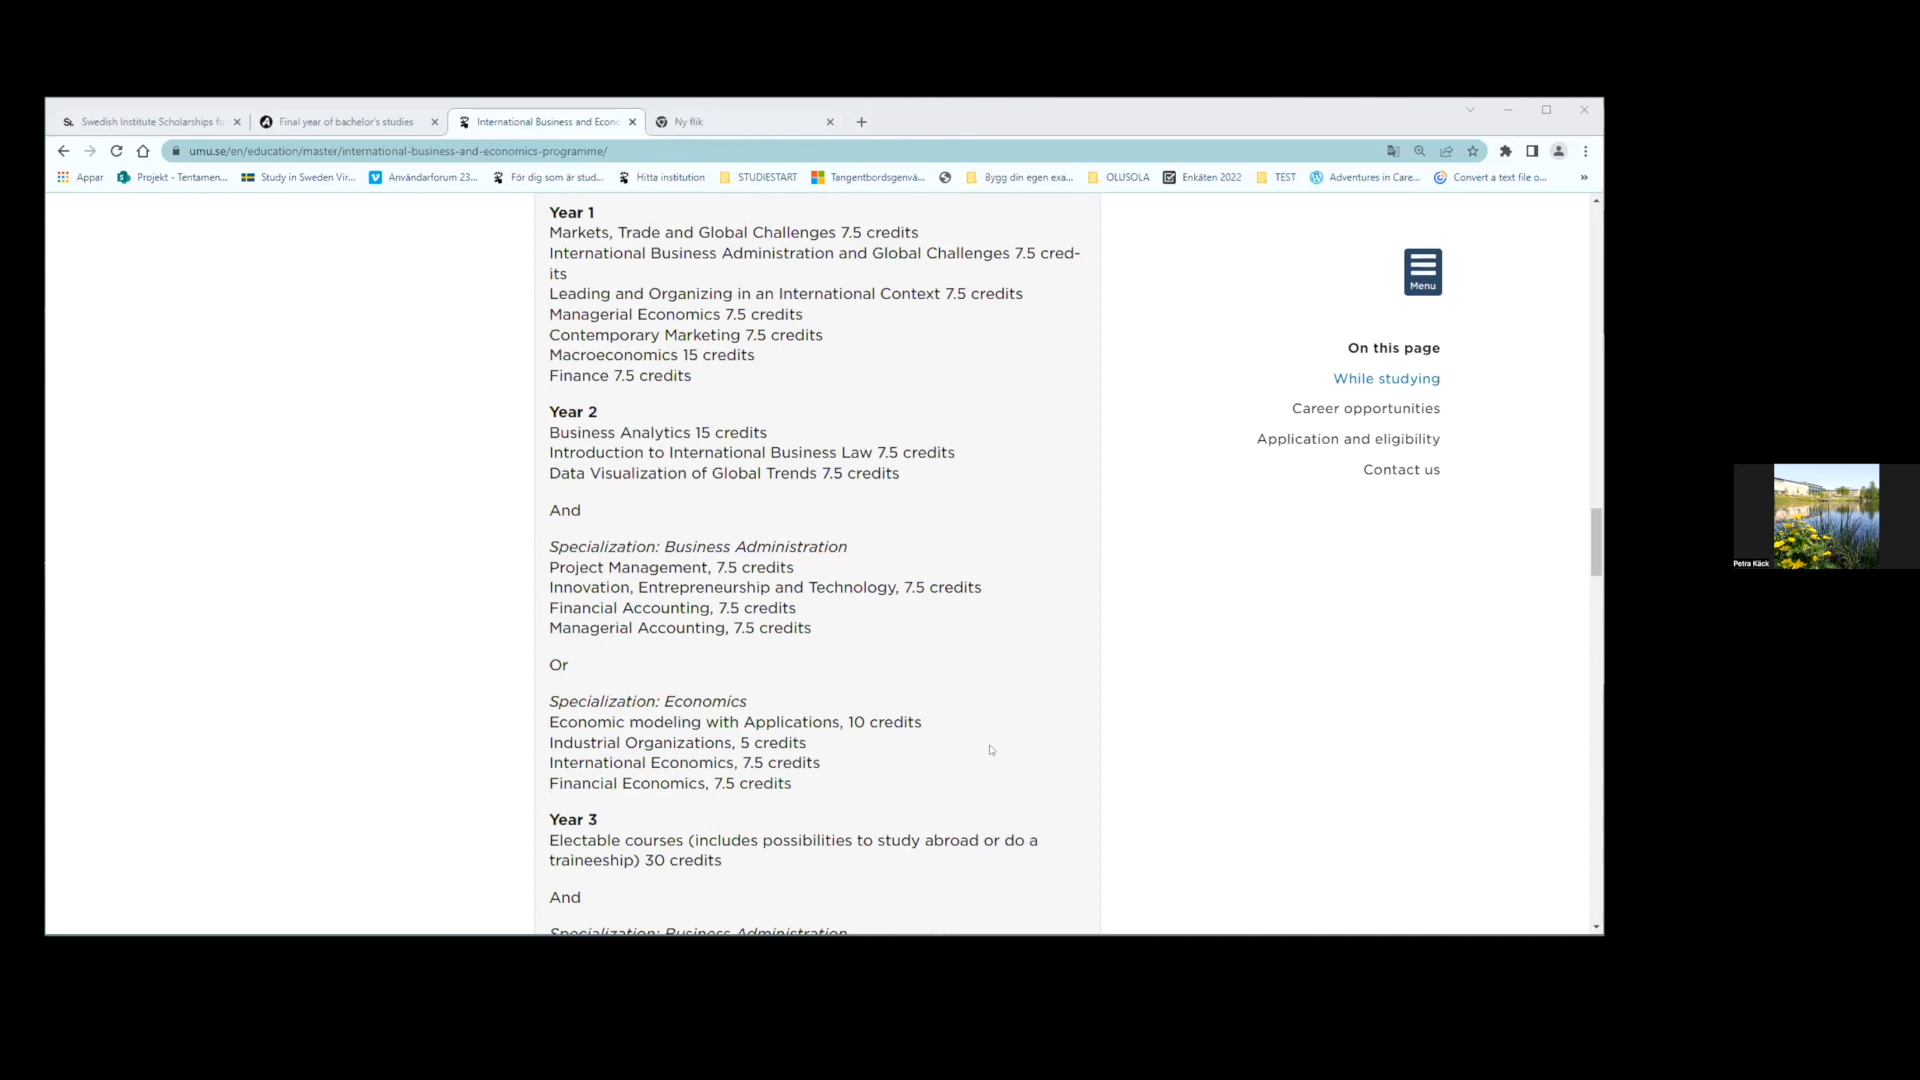 Swedish Institute Scholarships fo
Final year of bachelor's studies
International Business and Econo
Ny flik
umu.se/en/education/master/international-business-and-economics-programme/
Appar
Projekt - Tentamen...
Study in Sweden Vir...
Användarforum 23...
För dig som är stud...
Hitta institution
STUDIESTART
Tangentbordsgenvä...
Bygg din egen exa...
OLUSOLA
Enkäten 2022
TEST
Adventures in Care...
Convert a text file o...
»
Year 1
Markets, Trade and Global Challenges 7.5 credits
International Business Administration and Global Challenges 7.5 cred-
its
Leading and Organizing in an International Context 7.5 credits
Managerial Economics 7.5 credits
Contemporary Marketing 7.5 credits
Macroeconomics 15 credits
Finance 7.5 credits
Year 2
Business Analytics 15 credits
Introduction to International Business Law 7.5 credits
Data Visualization of Global Trends 7.5 credits
And
Specialization: Business Administration
Project Management, 7.5 credits
Innovation, Entrepreneurship and Technology, 7.5 credits
Financial Accounting, 7.5 credits
Managerial Accounting, 7.5 credits
Or
Specialization: Economics
Economic modeling with Applications, 10 credits
Industrial Organizations, 5 credits
International Economics, 7.5 credits
Financial Economics, 7.5 credits
Year 3
Electable courses (includes possibilities to study abroad or do a
traineeship) 30 credits
And
Specialization: Business Administration
Menu
On this page
While studying
Career opportunities
Application and eligibility
Contact us
Petra Käck